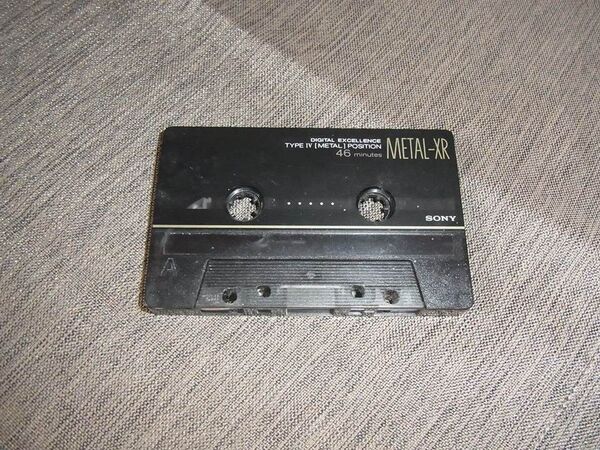 DIGITAL EXCELLENCE
TYPE IV [METAL] POSITION
46 minutes
METAL-XR
SONY
A